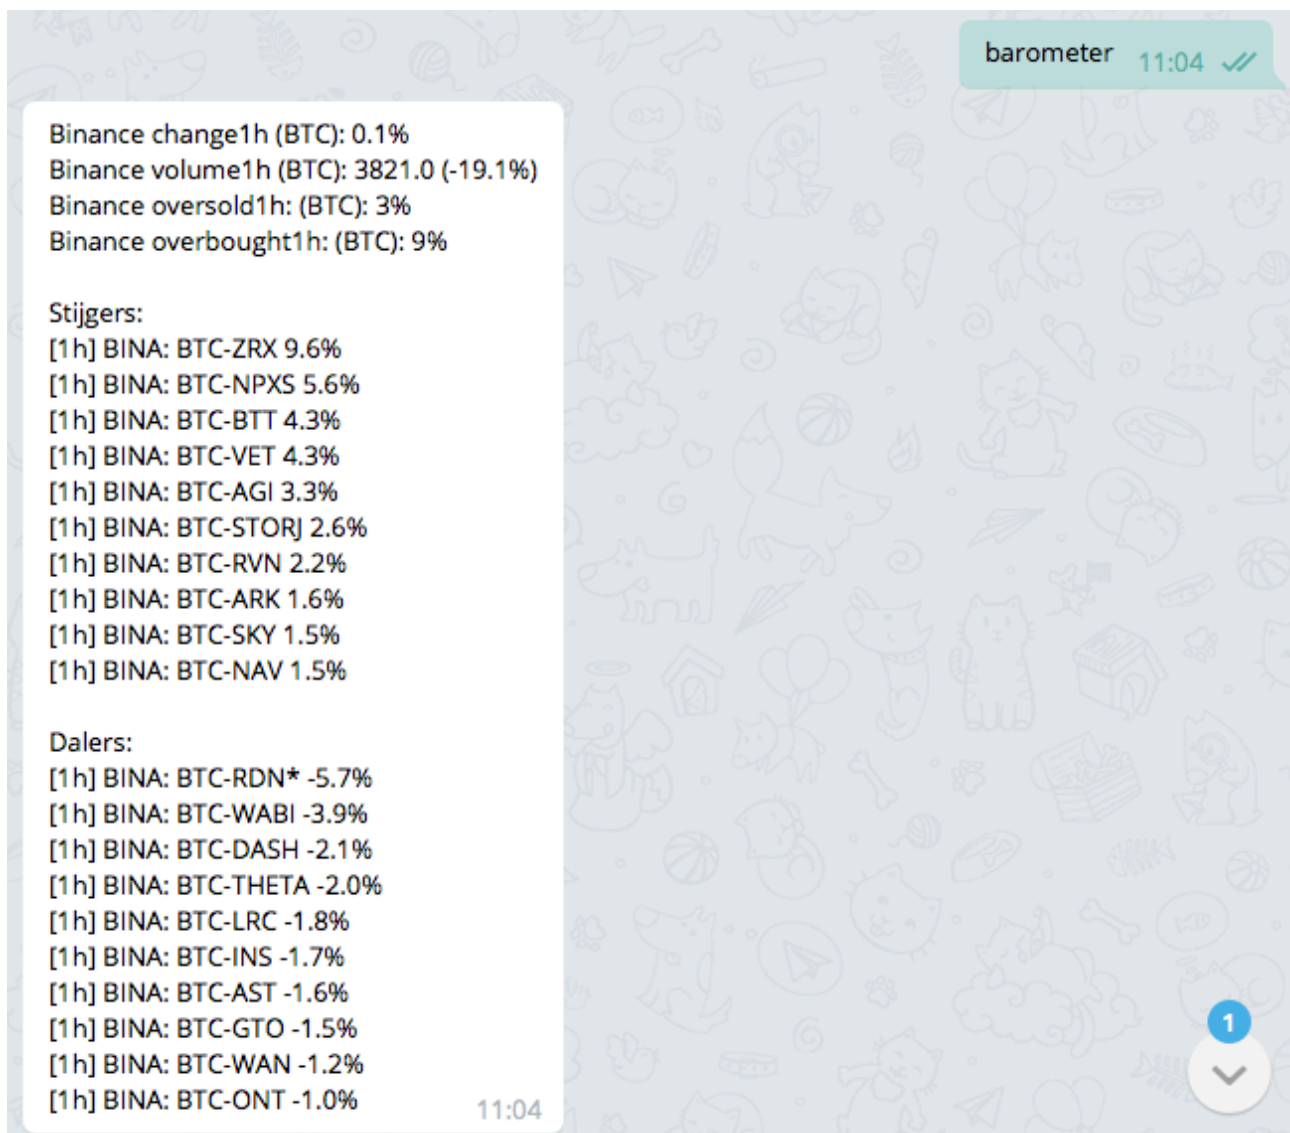 barometer 11:04
Binance change1h (BTC): 0.1%
Binance volume1h (BTC): 3821.0 (-19.1%)
Binance oversold1h: (BTC): 3%
Binance overbought1h: (BTC): 9%
Stijgers:
[1h] BINA: BTC-ZRX 9.6%
[1h] BINA: BTC-NPXS 5.6%
[1h] BINA: BTC-BTT 4.3%
[1h] BINA: BTC-VET 4.3%
[1h] BINA: BTC-AGI 3.3%
[1h] BINA: BTC-STORJ 2.6%
[1h] BINA: BTC-RVN 2.2%
[1h] BINA: BTC-ARK 1.6%
[1h] BINA: BTC-SKY 1.5%
[1h] BINA: BTC-NAV 1.5%
Dalers:
[1h] BINA: BTC-RDN* -5.7%
[1h] BINA: BTC-WABI -3.9%
[1h] BINA: BTC-DASH -2.1%
[1h] BINA: BTC-THETA -2.0%
[1h] BINA: BTC-LRC -1.8%
[1h] BINA: BTC-INS -1.7%
[1h] BINA: BTC-AST -1.6%
[1h] BINA: BTC-GTO -1.5%
[1h] BINA: BTC-WAN -1.2%
[1h] BINA: BTC-ONT -1.0%
11:04
1